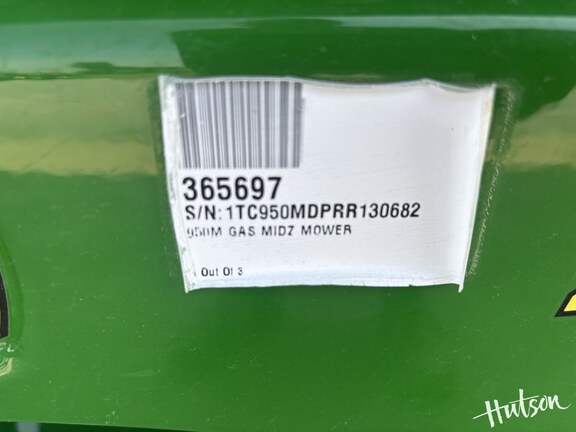 365697
S/N: 1TC950MDPRR130682
950M GAS MIDZ MOWER
Out Of 3
Hutson